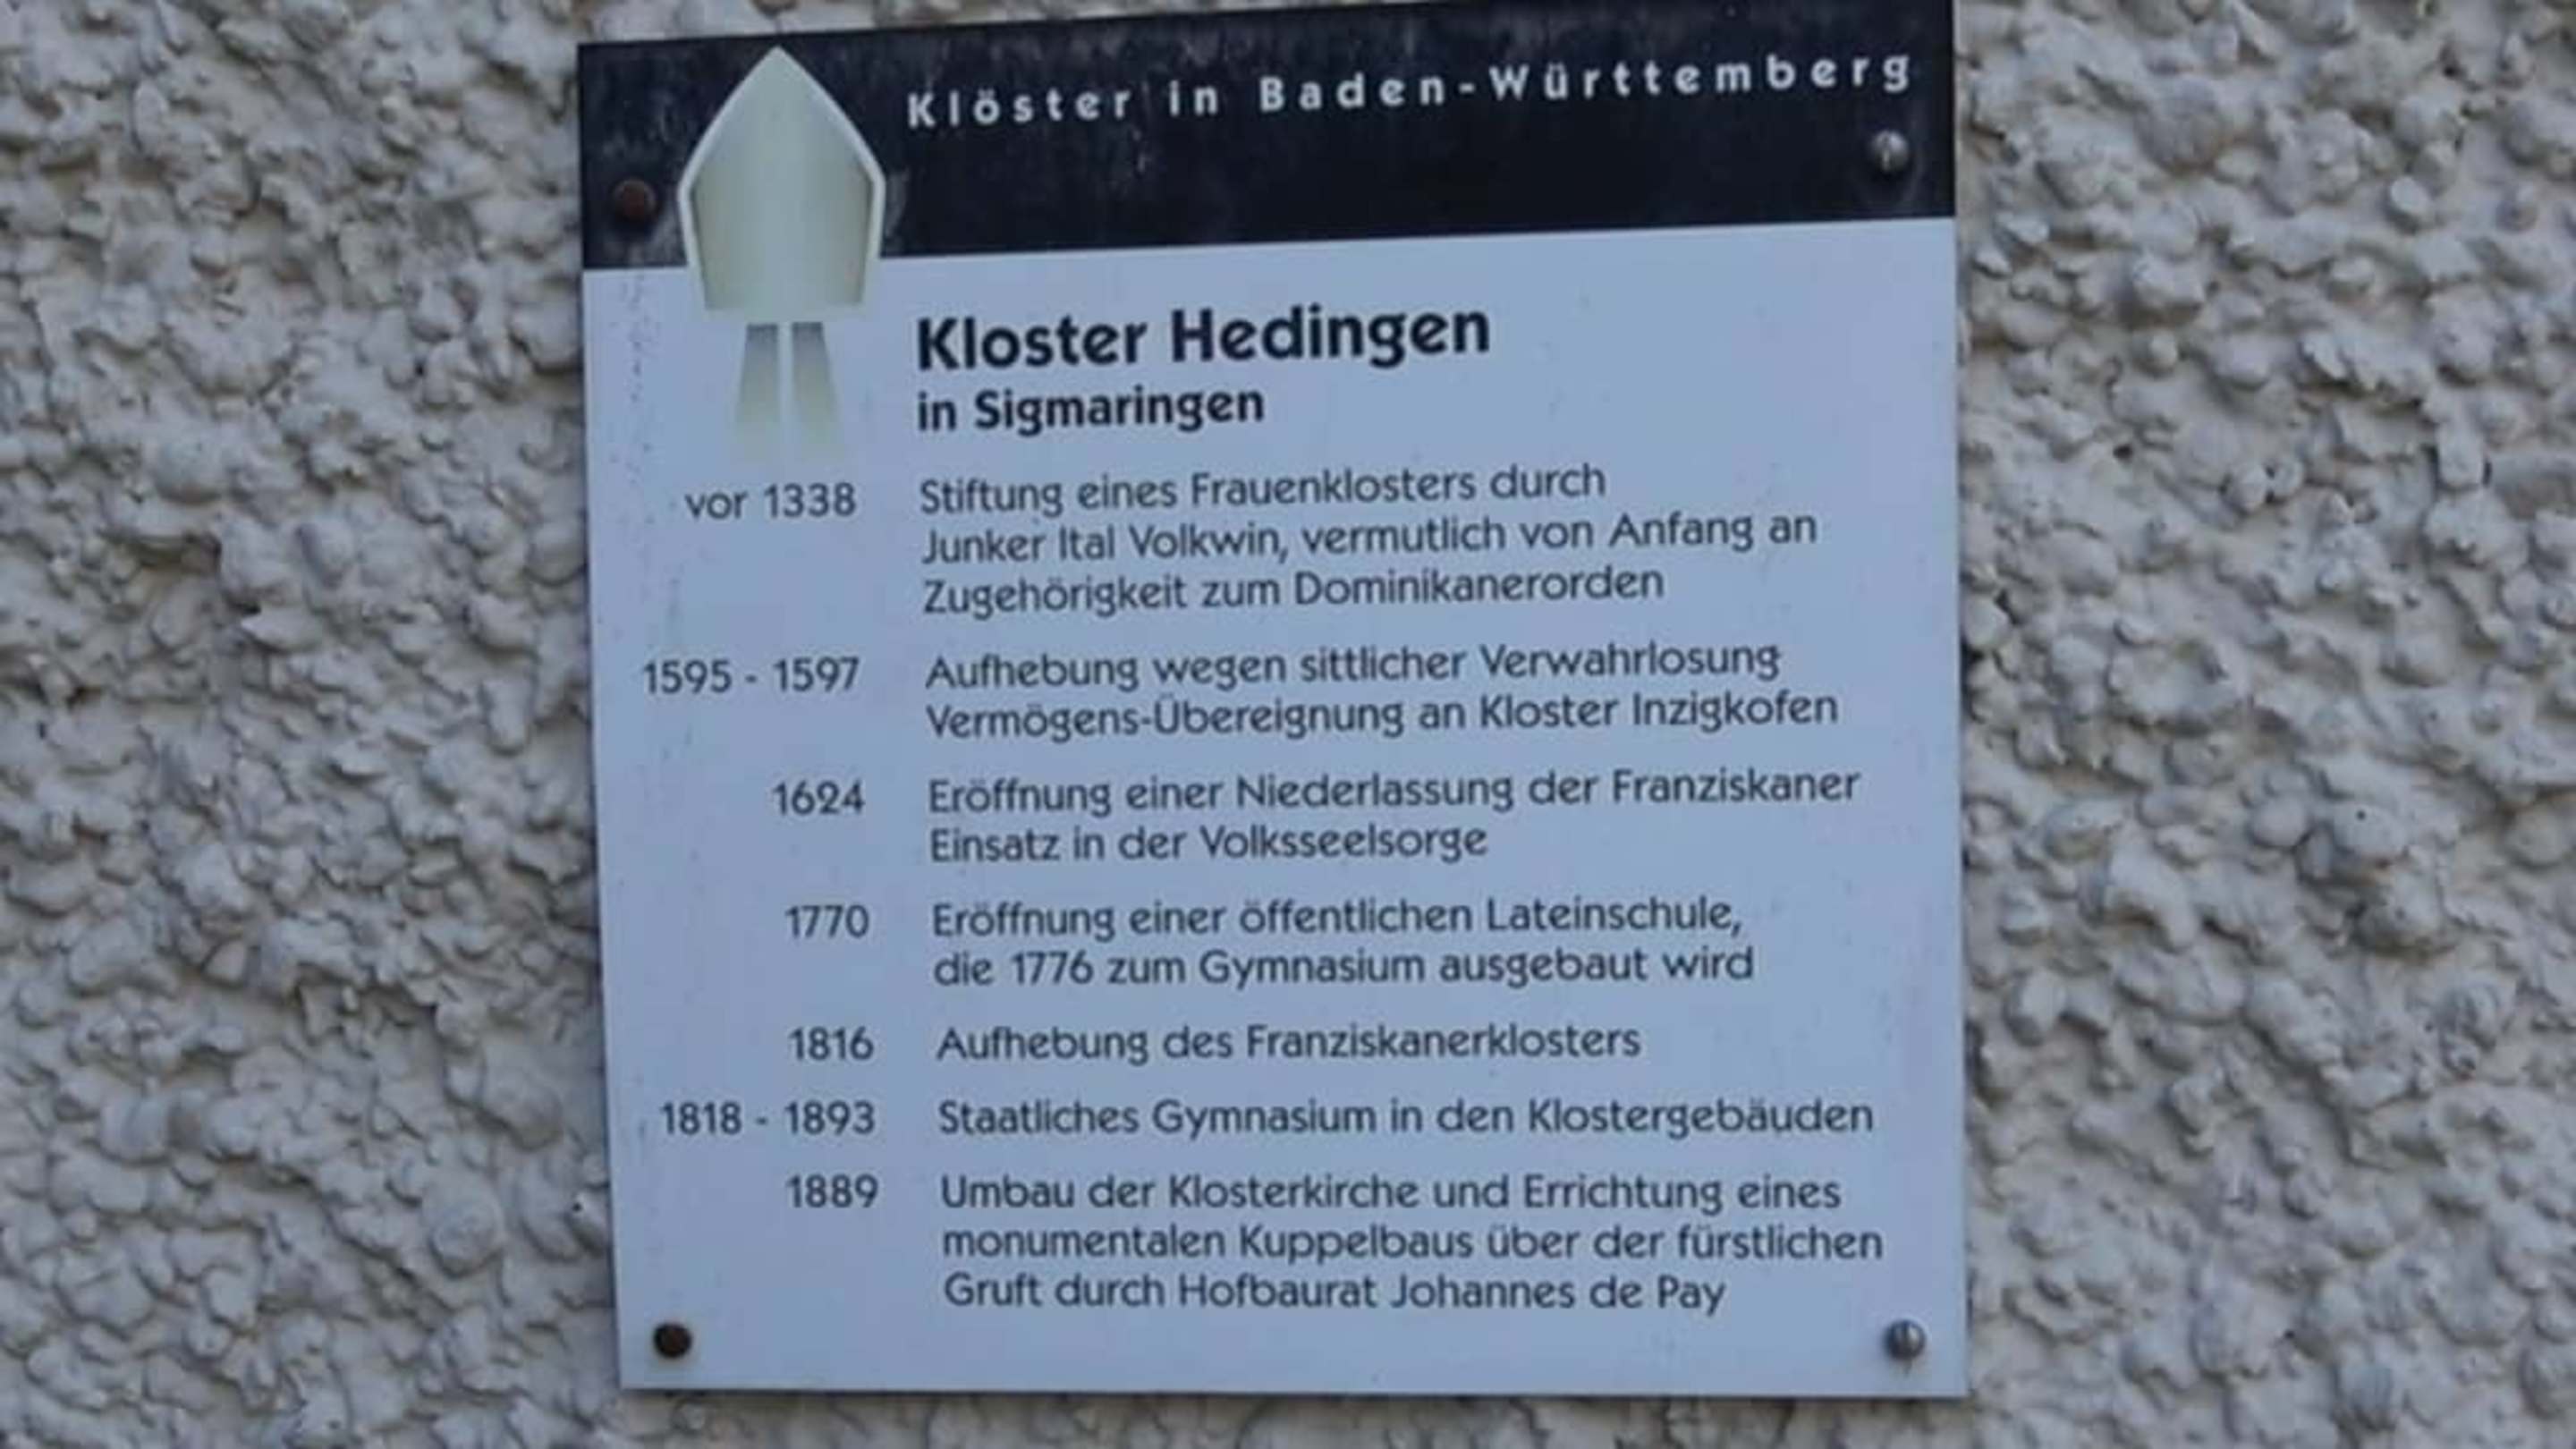 Klöster in Baden-Württemberg
Kloster Hedingen
in Sigmaringen
vor 1338 Stiftung eines Frauenklosters durch
Junker Ital Volkwin, vermutlich von Anfang an
Zugehörigkeit zum Dominikanerorden
1595 - 1597 Aufhebung wegen sittlicher Verwahrlosung
Vermögens-Übereignung an Kloster Inzigkofen
1624 Eröffnung einer Niederlassung der Franziskaner
Einsatz in der Volksseelsorge
1770 Eröffnung einer öffentlichen Lateinschule,
die 1776 zum Gymnasium ausgebaut wird
1816 Aufhebung des Franziskanerklosters
1818 - 1893 Staatliches Gymnasium in den Klostergebäuden
1889 Umbau der Klosterkirche und Errichtung eines
monumentalen Kuppelbaus über der fürstlichen
Gruft durch Hofbaurat Johannes de Pay